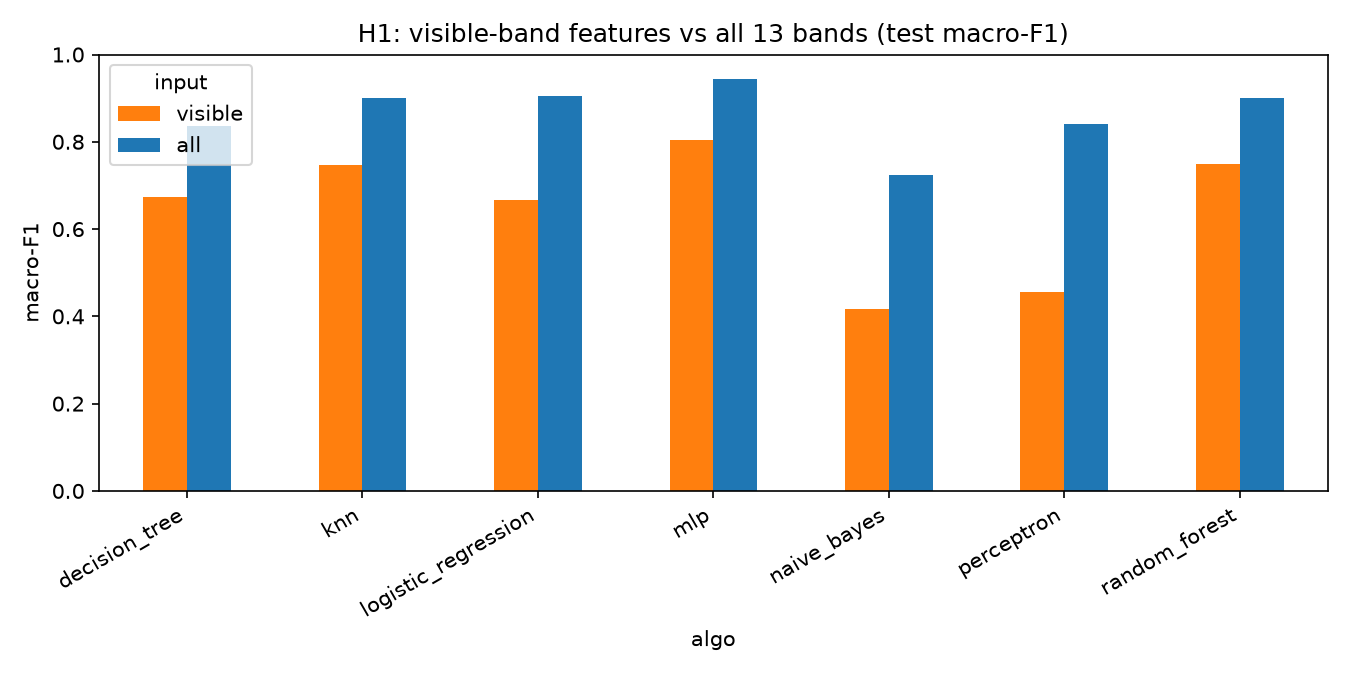 H1: visible-band features vs all 13 bands (test macro-F1)
input
visible
all
macro-F1
1.0
0.8
0.6
0.4
0.2
0.0
decision_tree
knn
logistic_regression
mlp
naive_bayes
perceptron
random_forest
algo